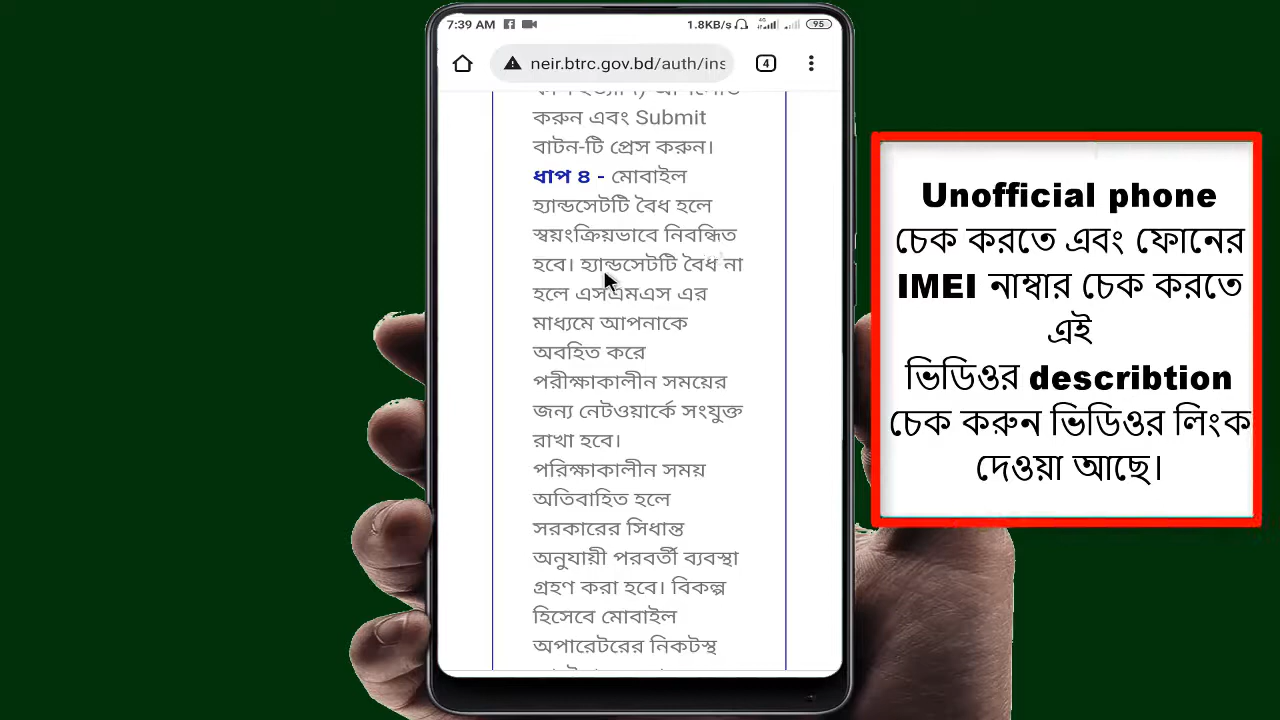 7:39 AM
1.8KB/s
4G
95
neir.btrc.gov.bd/auth/ins
4
করুন এবং Submit
বাটন-টি প্রেস করুন।
ধাপ ৪ - মোবাইল
হ্যান্ডসেটটি বৈধ হলে
স্বয়ংক্রিয়ভাবে নিবন্ধিত
হবে। হ্যান্ডসেটটি বৈধ না
হলে এসএমএস এর
মাধ্যমে আপনাকে
অবহিত করে
পরীক্ষাকালীন সময়ের
জন্য নেটওয়ার্কে সংযুক্ত
রাখা হবে।
পরিক্ষাকালীন সময়
অতিবাহিত হলে
সরকারের সিধান্ত
অনুযায়ী পরবর্তী ব্যবস্থা
গ্রহণ করা হবে। বিকল্প
হিসেবে মোবাইল
অপারেটরের নিকটস্থ
Unofficial phone
চেক করতে এবং ফোনের
IMEI নাম্বার চেক করতে
এই
ভিডিওর describtion
চেক করুন ভিডিওর লিংক
দেওয়া আছে।